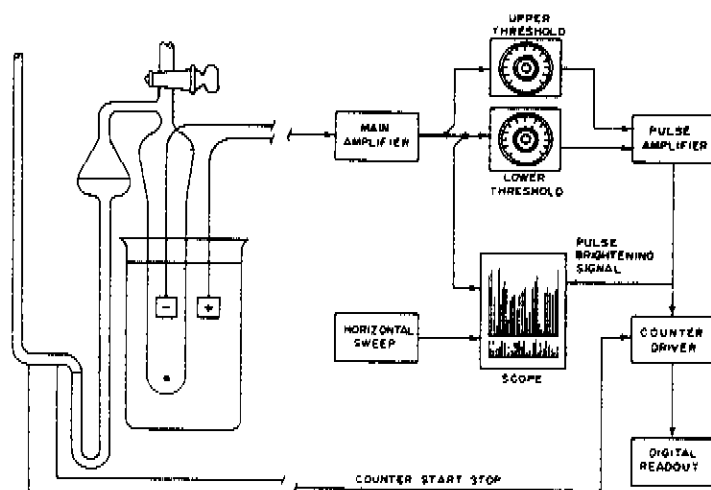 UPPER
THRESHOLD
MAIN
AMPLIFIER
PULSE
AMPLIFIER
LOWER
THRESHOLD
PULSE
BRIGHTENING
SIGNAL
-
+
HORIZONTAL
SWEEP
COUNTER
DRIVER
SCOPE
DIGITAL
READOUT
COUNTER START STOP